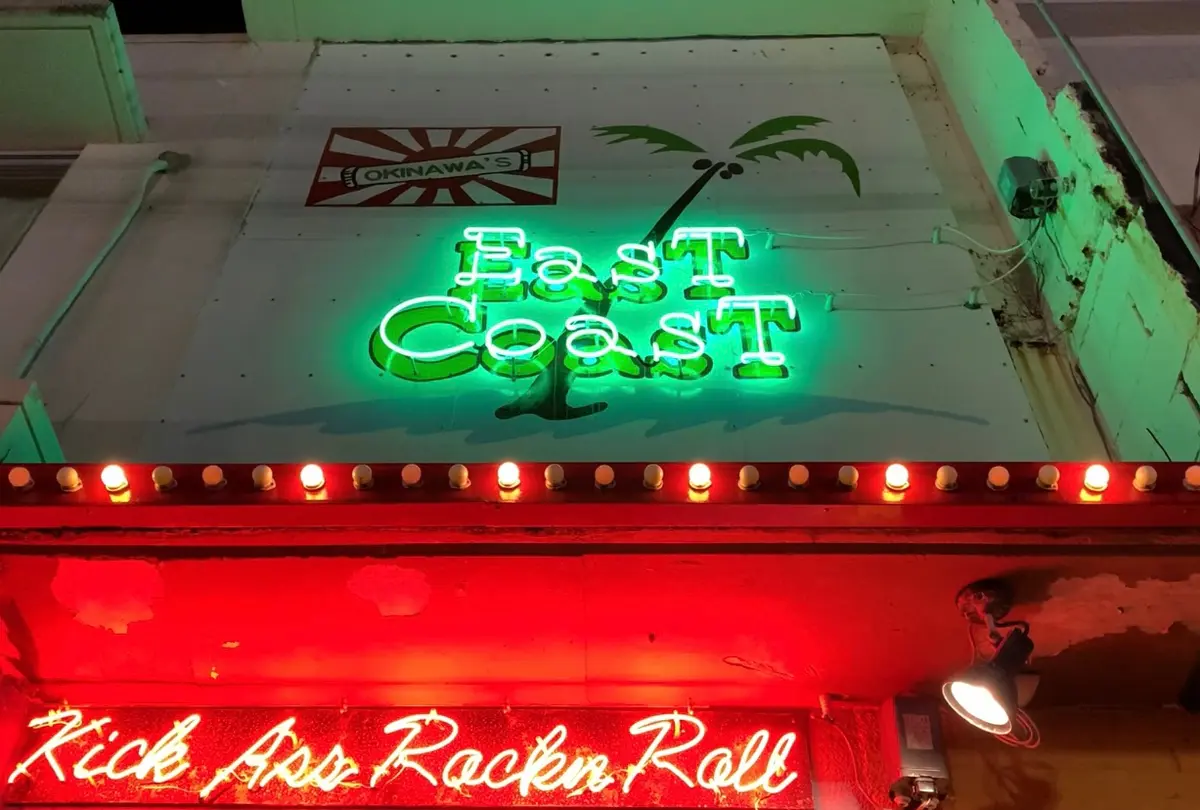 OKINAWA'S
EasT
CoasT
Kick Ass Rockn Roll